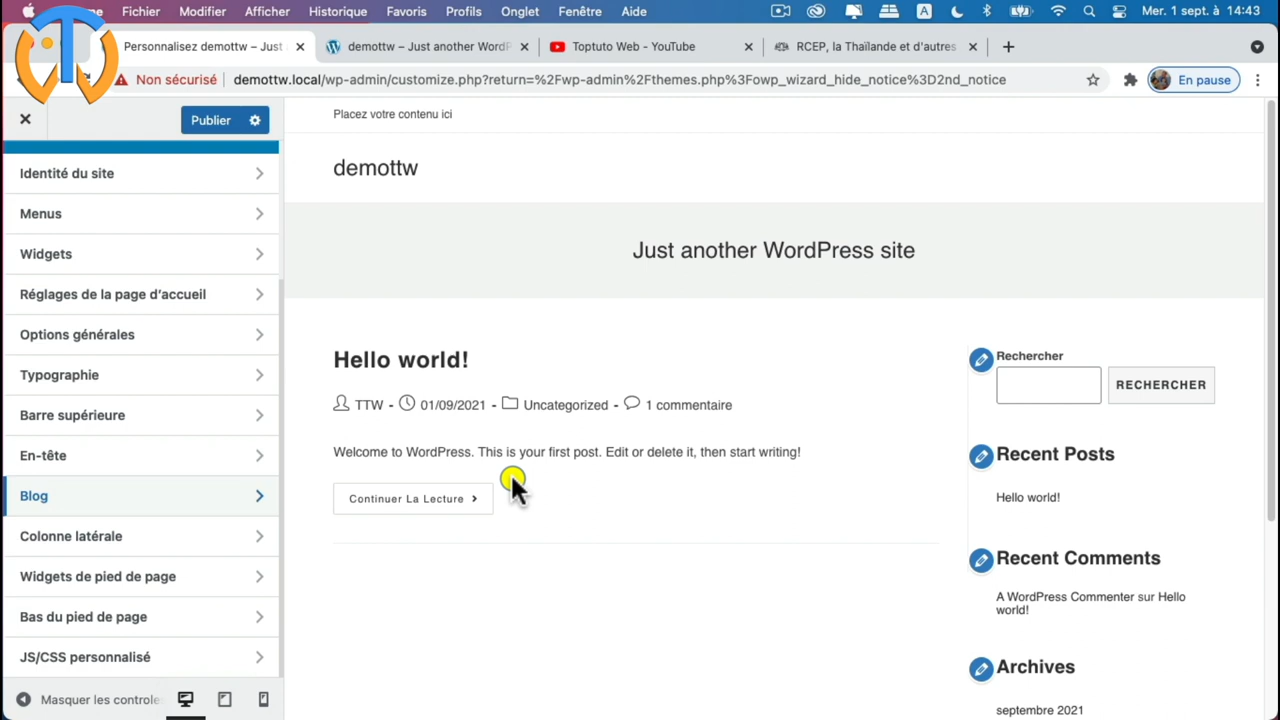 Fichier Modifier Afficher Historique Favoris Profils Onglet Fenêtre Aide A Mer. 1 sept. à 14:43
Personnalisez demottw – Just demottw – Just another WordP Toptuto Web - YouTube RCEP, la Thaïlande et d'autres
Non sécurisé demottw.local/wp-admin/customize.php?return=%2Fwp-admin%2Fthemes.php%3Fowp_wizard_hide_notice%3D2nd_notice En pause
Publier
Placez votre contenu ici
demottw
Just another WordPress site
Identité du site
Menus
Widgets
Réglages de la page d’accueil
Options générales
Typographie
Barre supérieure
En-tête
Blog
Colonne latérale
Widgets de pied de page
Bas du pied de page
JS/CSS personnalisé
Masquer les controle
Hello world!
TTW - 01/09/2021 - Uncategorized - 1 commentaire
Welcome to WordPress. This is your first post. Edit or delete it, then start writing!
Continuer La Lecture
Rechercher
RECHERCHER
Recent Posts
Hello world!
Recent Comments
A WordPress Commenter sur Hello
world!
Archives
septembre 2021